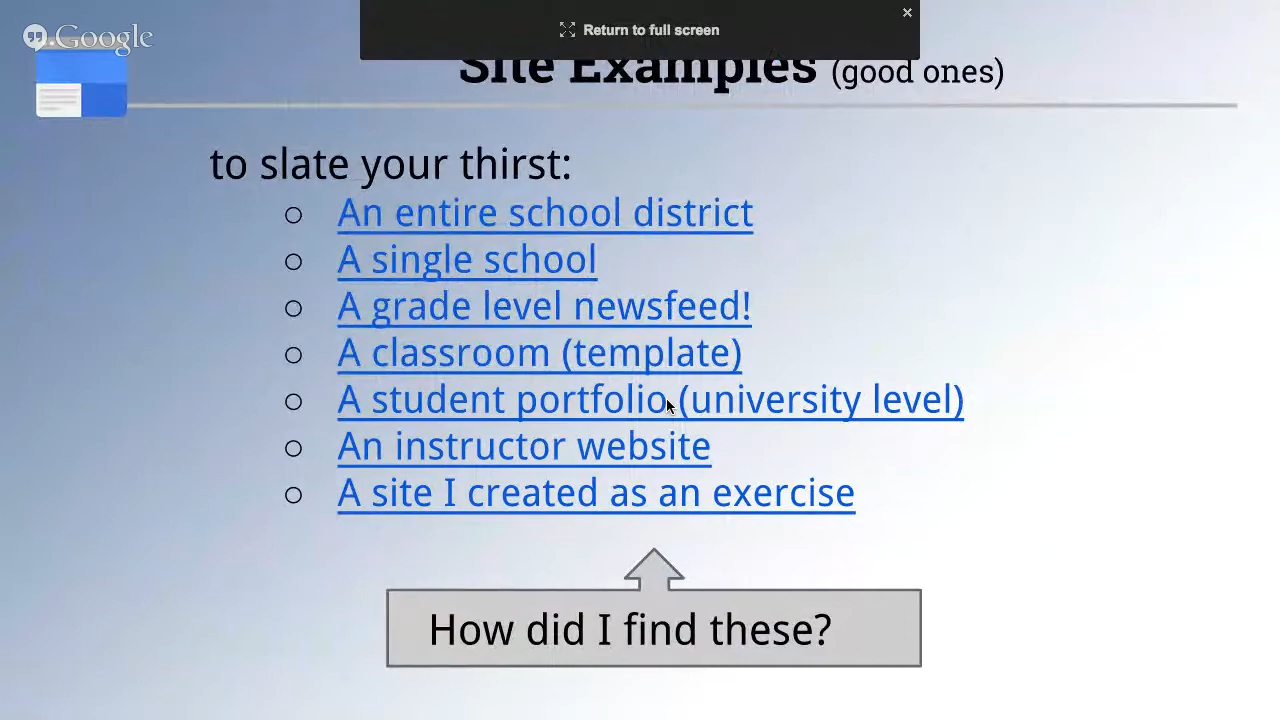 Google
Return to full screen
Site Examples (good ones)
to slate your thirst:
An entire school district
A single school
A grade level newsfeed!
A classroom (template)
A student portfolio (university level)
An instructor website
A site I created as an exercise
How did I find these?